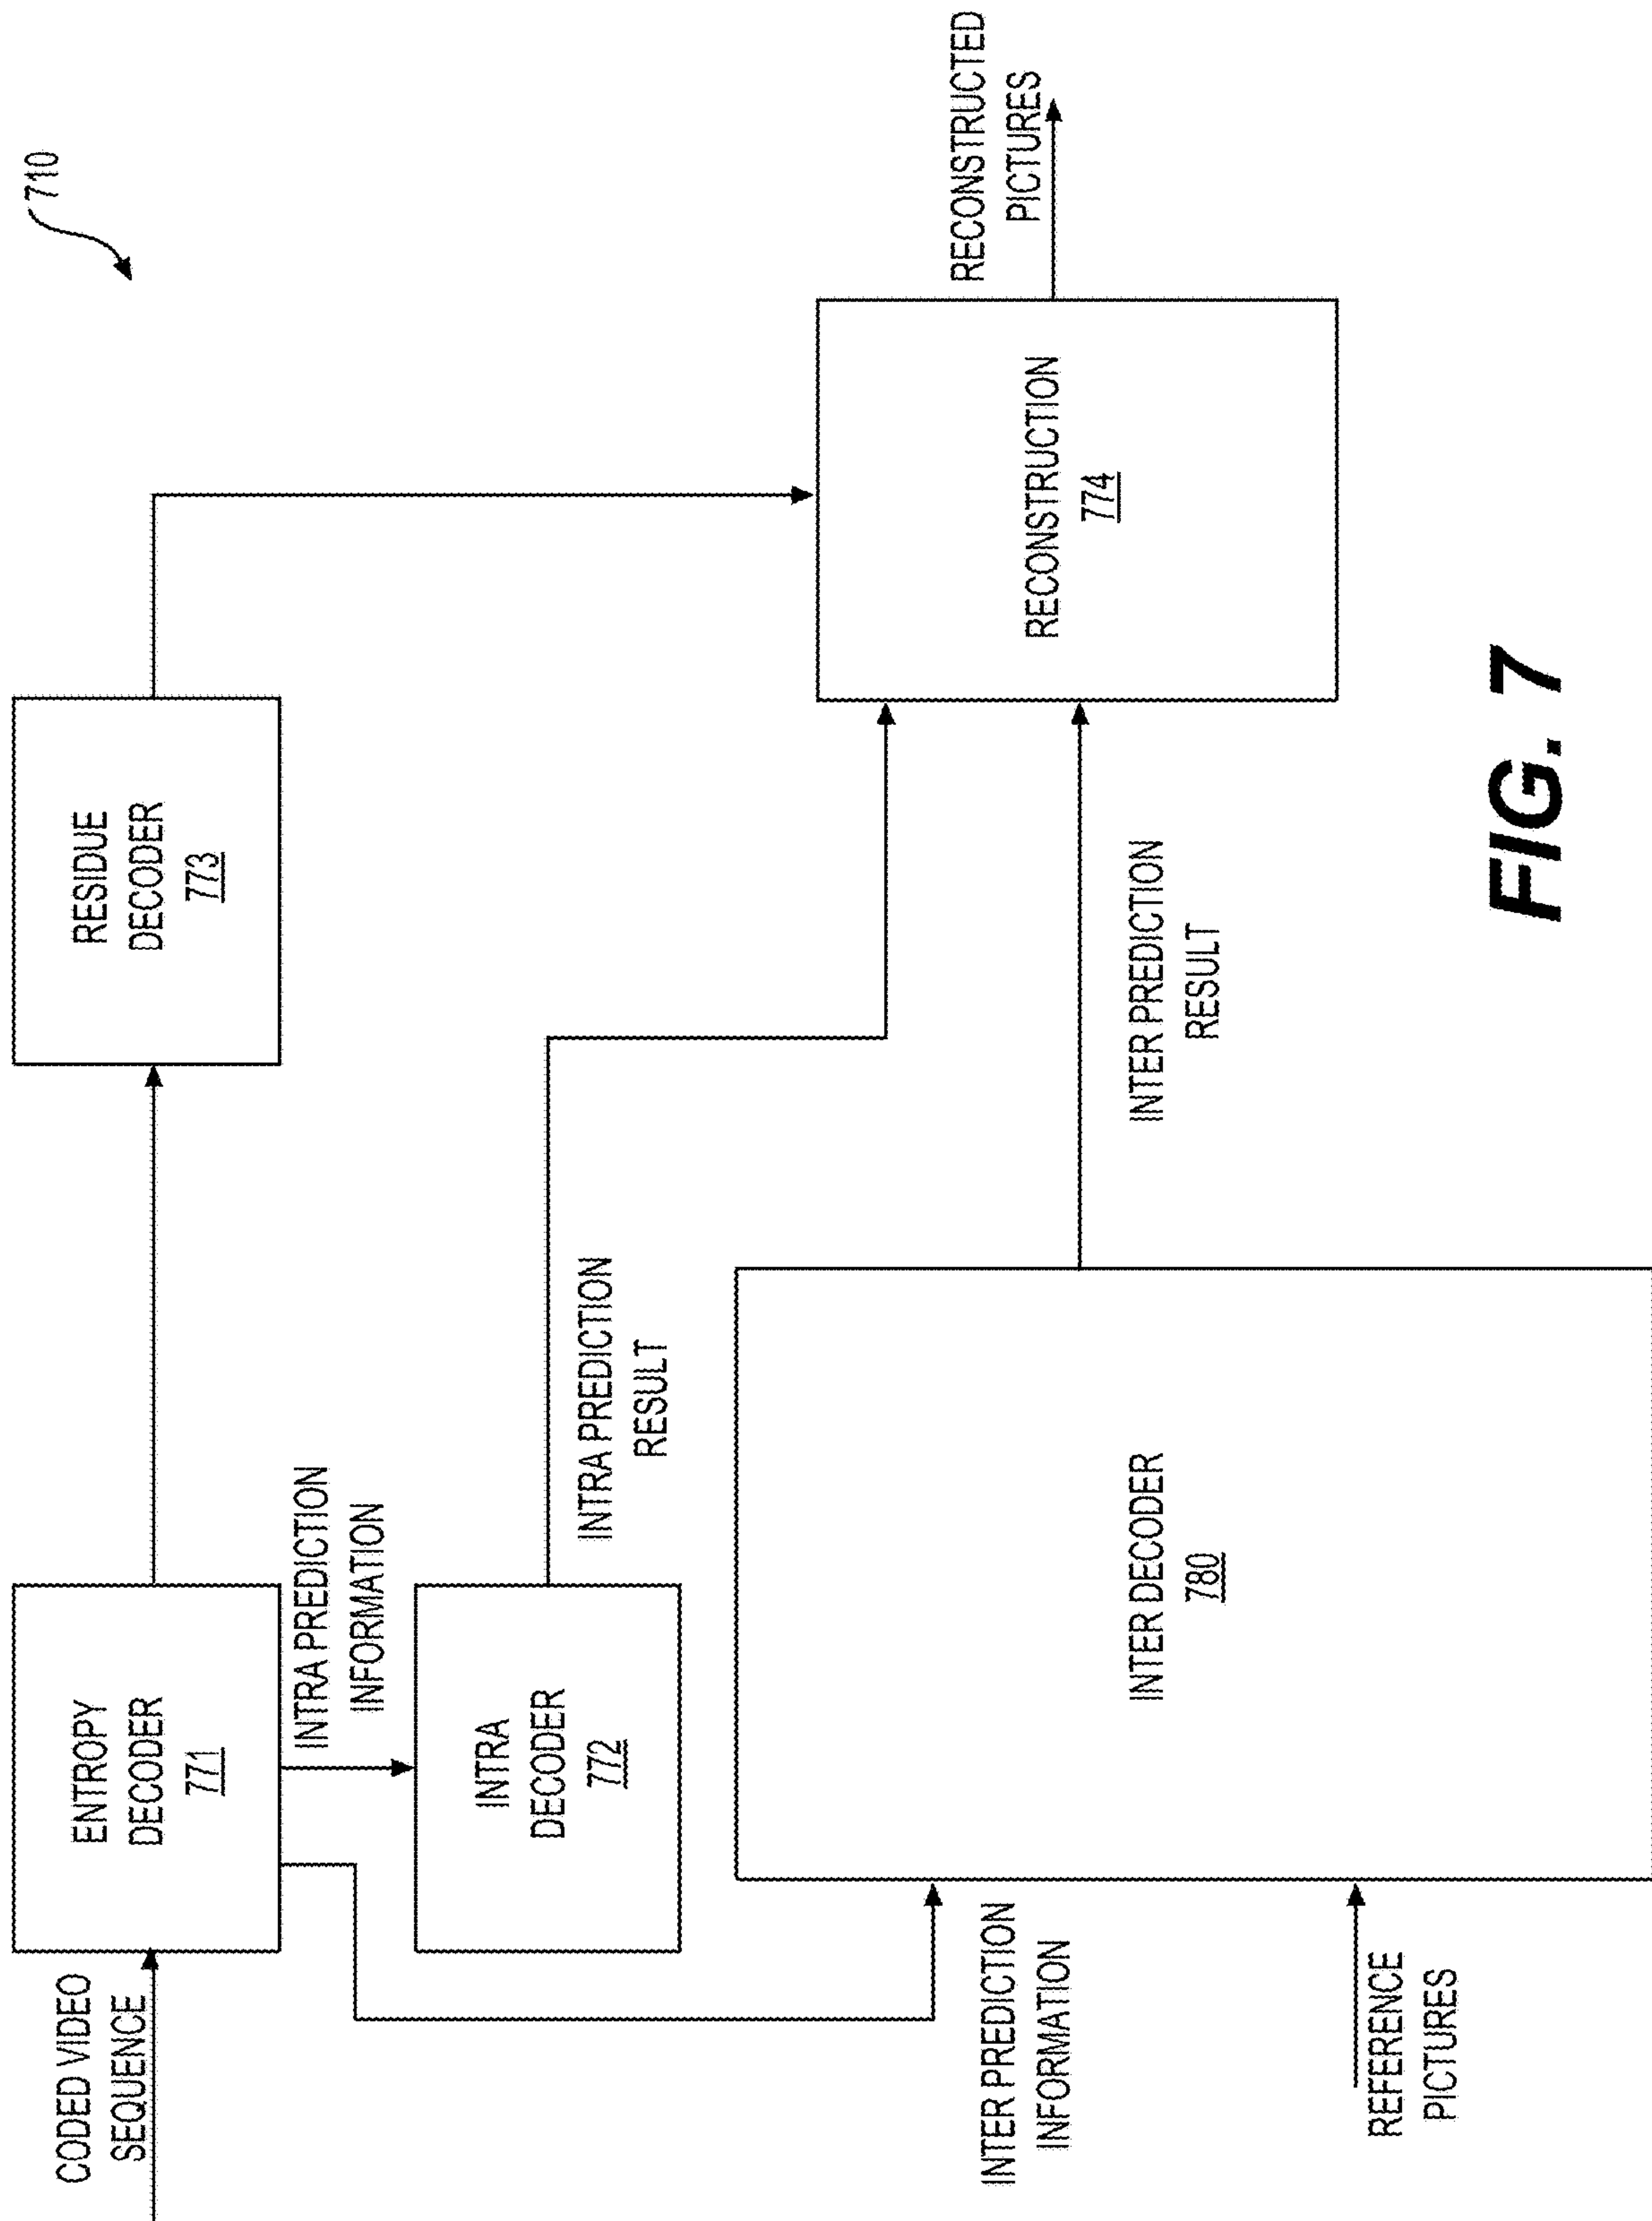 710
CODED VIDEO
SEQUENCE
ENTROPY
DECODER
771
RESIDUE
DECODER
773
INTRA PREDICTION
INFORMATION
INTRA
DECODER
772
INTRA PREDICTION
RESULT
INTER PREDICTION
INFORMATION
REFERENCE
PICTURES
INTER DECODER
780
INTER PREDICTION
RESULT
RECONSTRUCTION
774
RECONSTRUCTED
PICTURES
FIG. 7